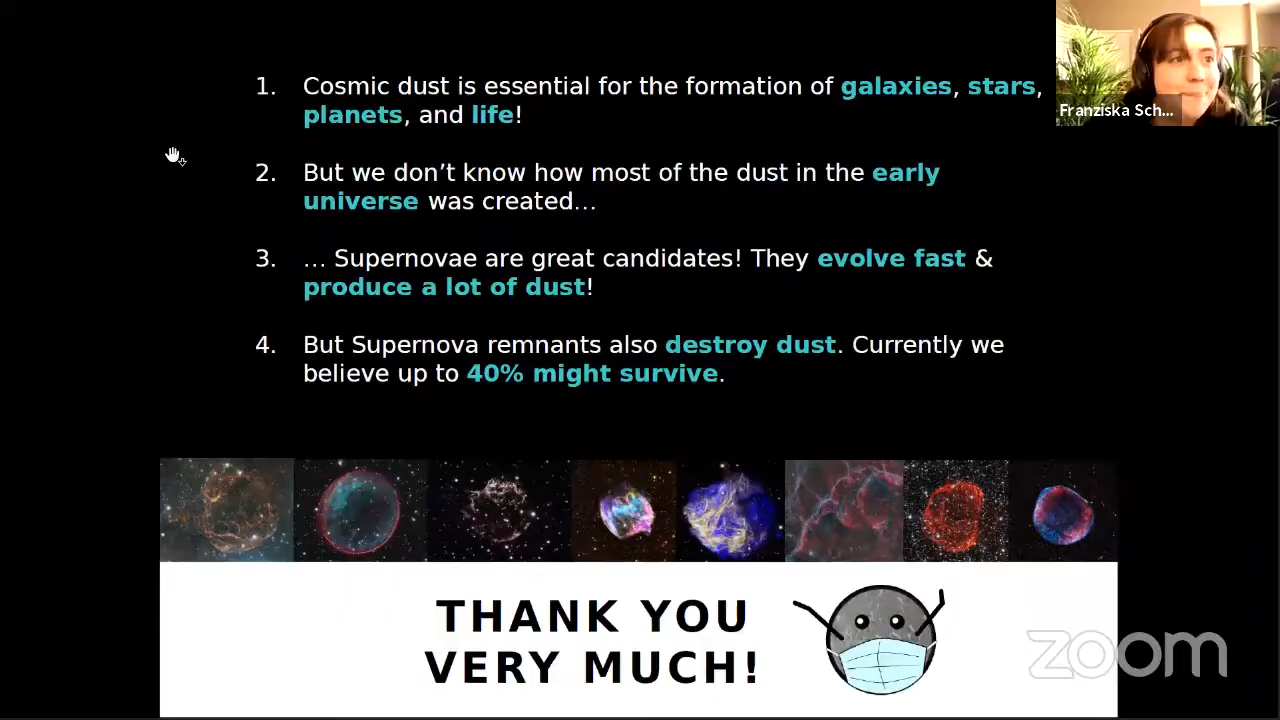 1. Cosmic dust is essential for the formation of galaxies, stars,
planets, and life!
2. But we don’t know how most of the dust in the early
universe was created…
3. … Supernovae are great candidates! They evolve fast &
produce a lot of dust!
4. But Supernova remnants also destroy dust. Currently we
believe up to 40% might survive.
Franziska Sch...
THANK YOU
VERY MUCH!
zoom